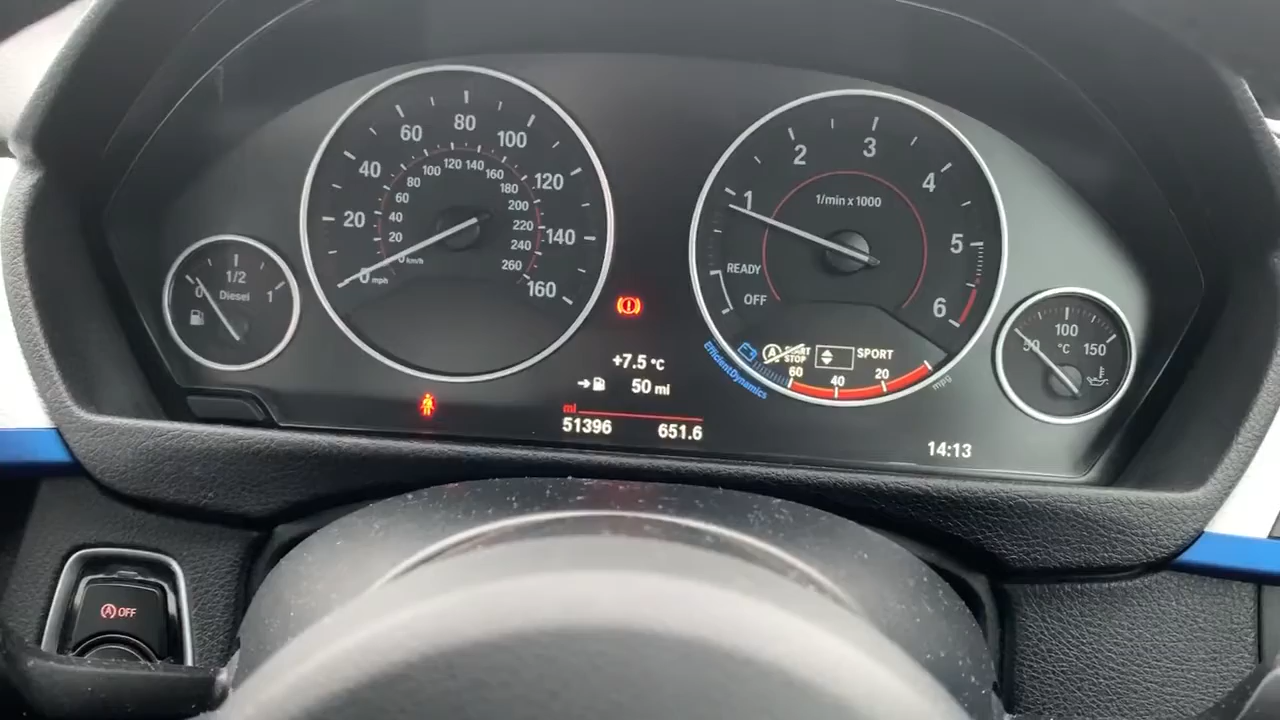 20
40
60
80
100
120
140
160
mph
20
40
60
80
100
120
140
160
180
200
220
240
260
0 km/h
0
1/2
1
Diesel
+7.5 °C
50 mi
mi
51396
651.6
1
2
3
4
5
6
1/min x 1000
READY
OFF
A START
STOP
SPORT
60
40
20
mpg
EfficientDynamics
50
100
150
°C
14:13
A OFF